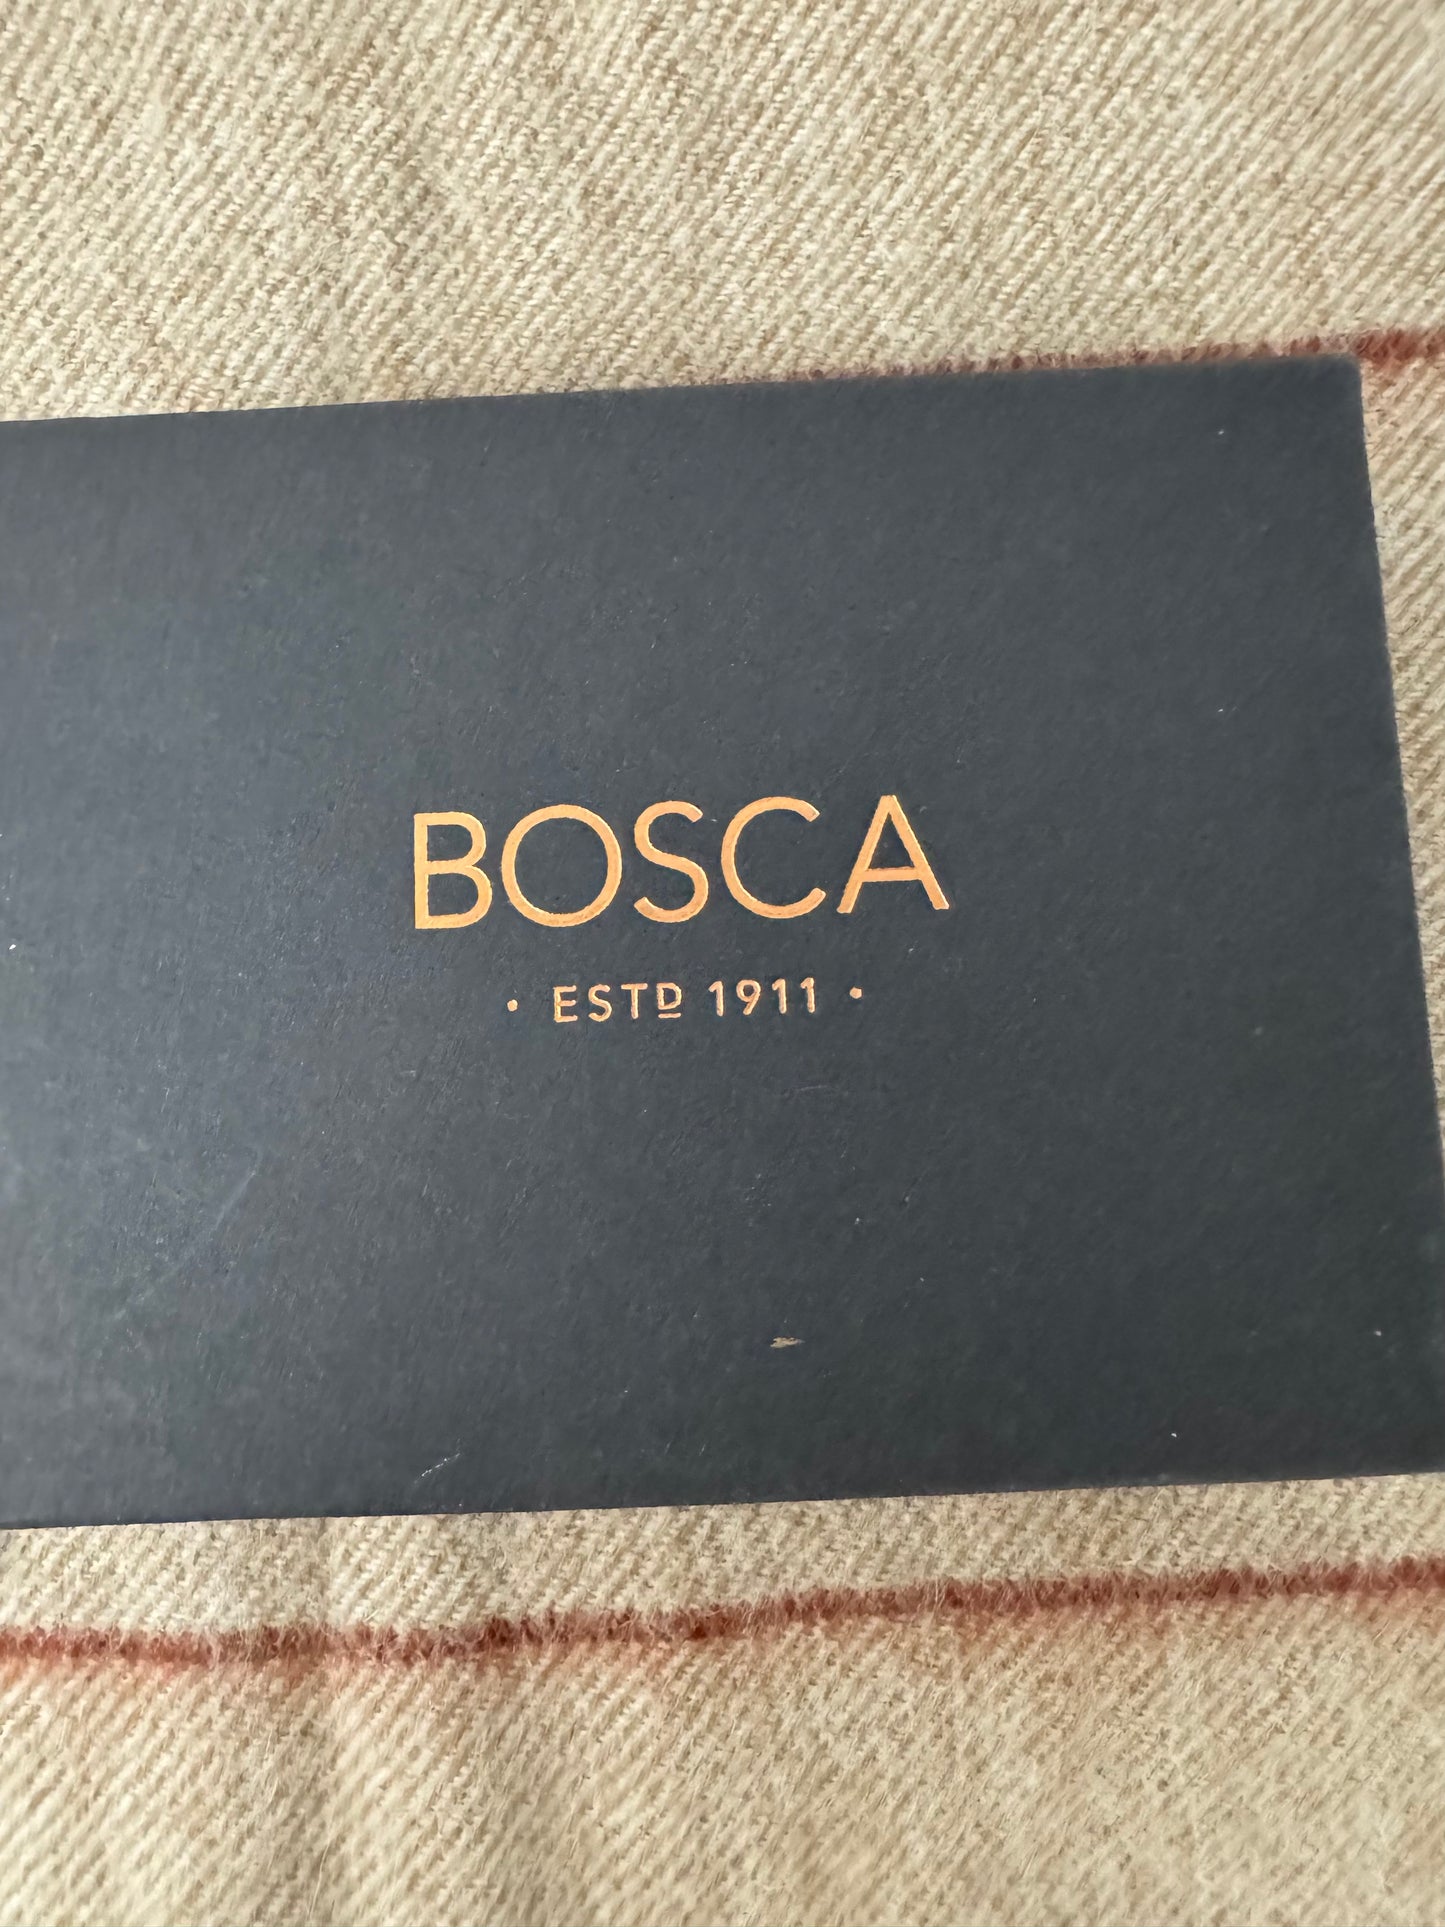 BOSCA
· ESTD 1911 ·